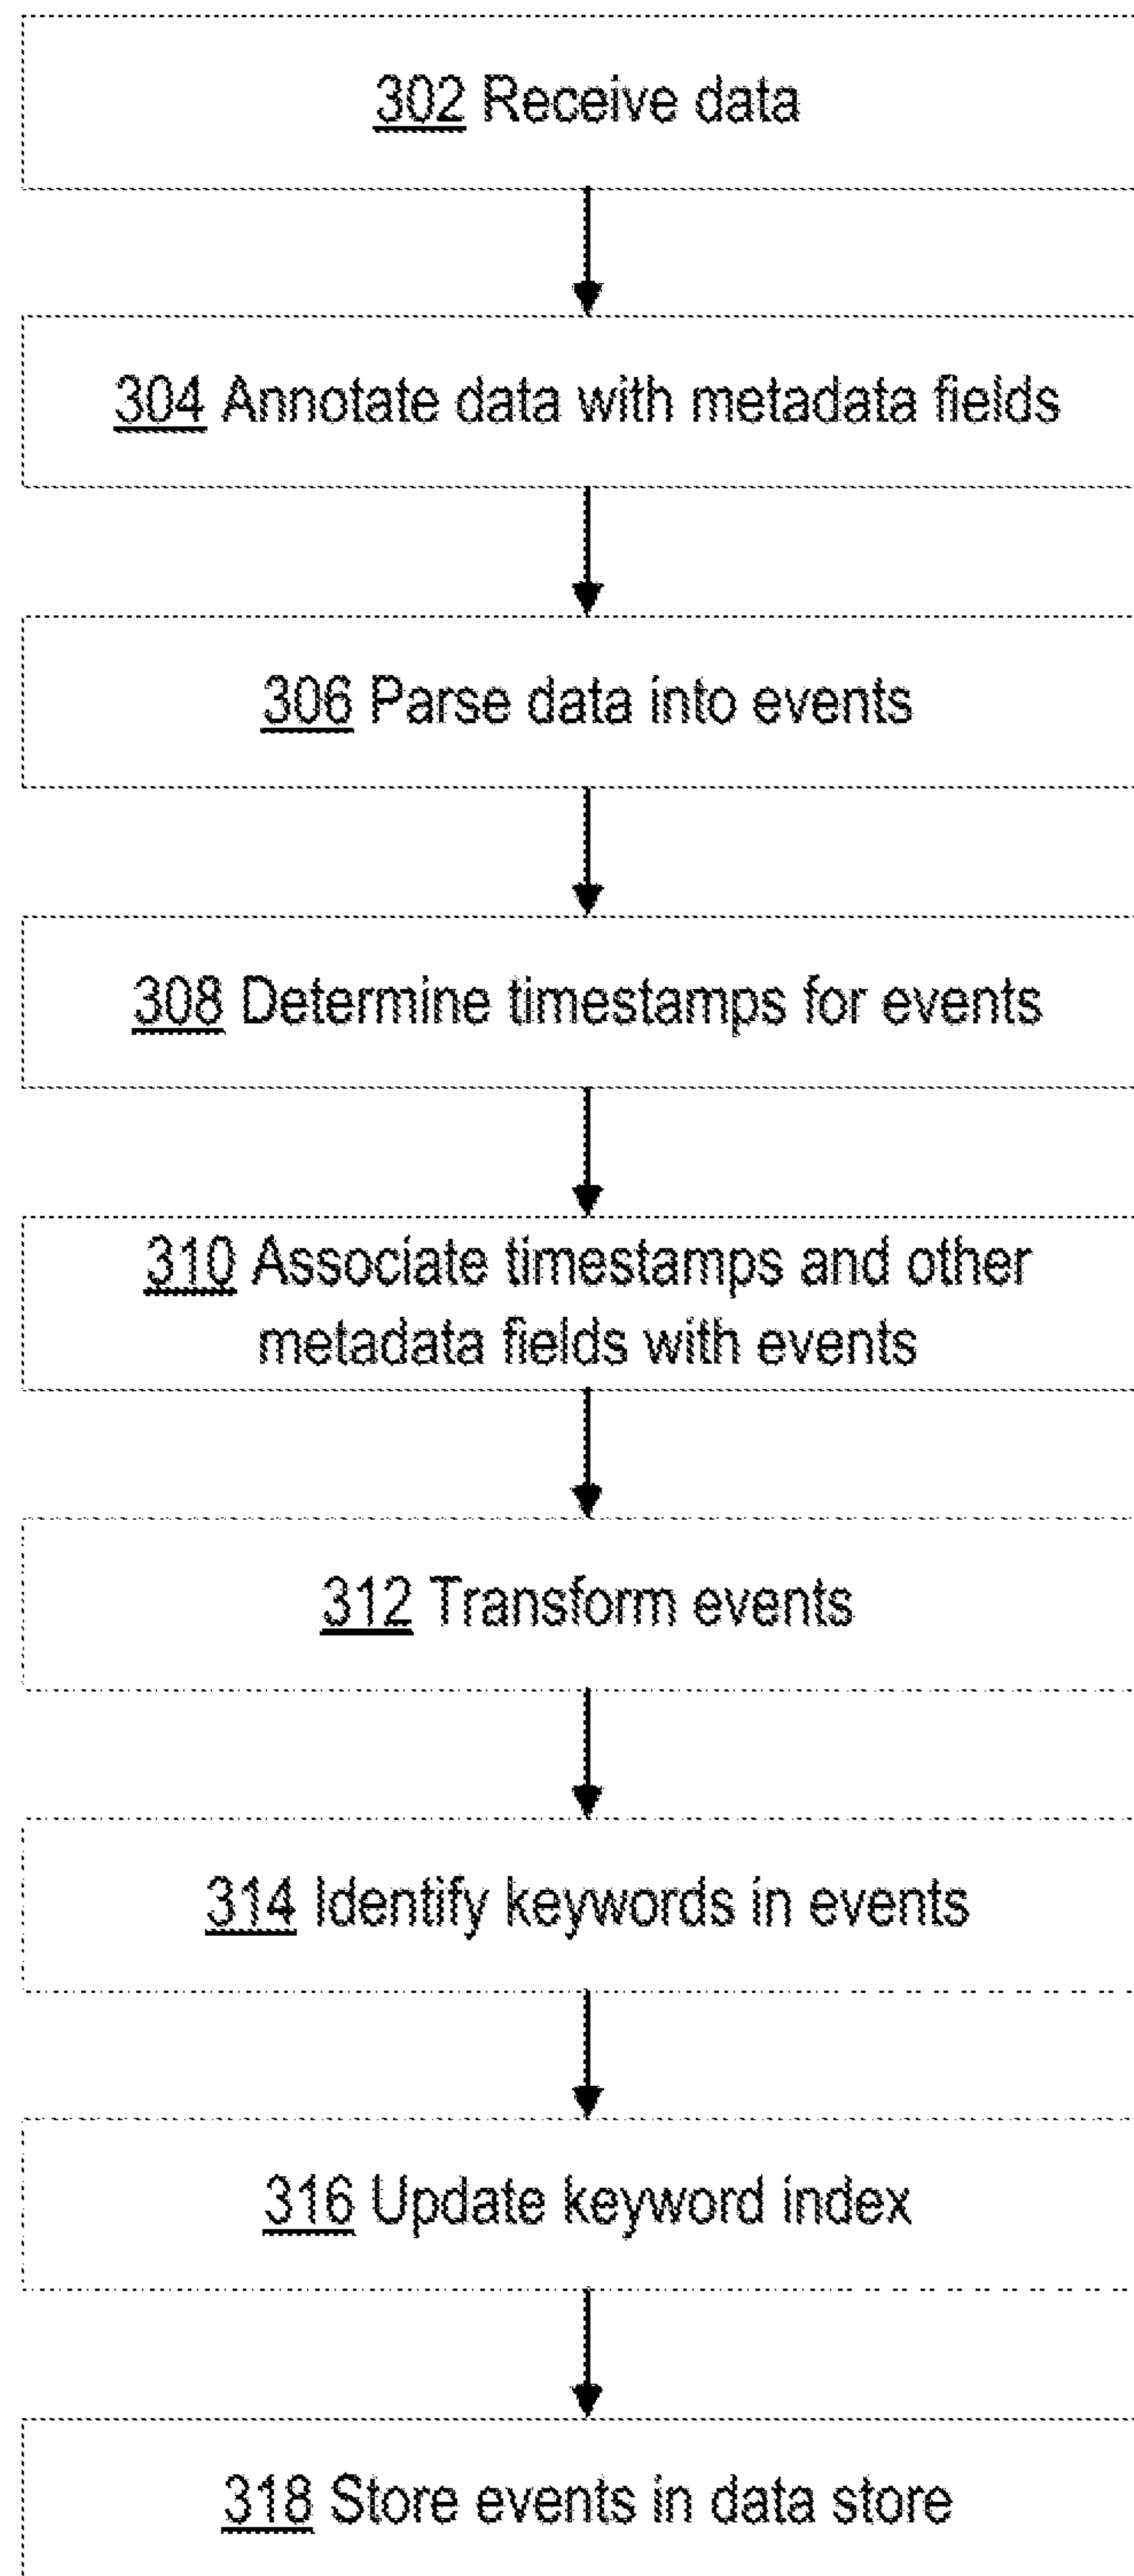 302 Receive data
304 Annotate data with metadata fields
306 Parse data into events
308 Determine timestamps for events
310 Associate timestamps and other
metadata fields with events
312 Transform events
314 Identify keywords in events
316 Update keyword index
318 Store events in data store